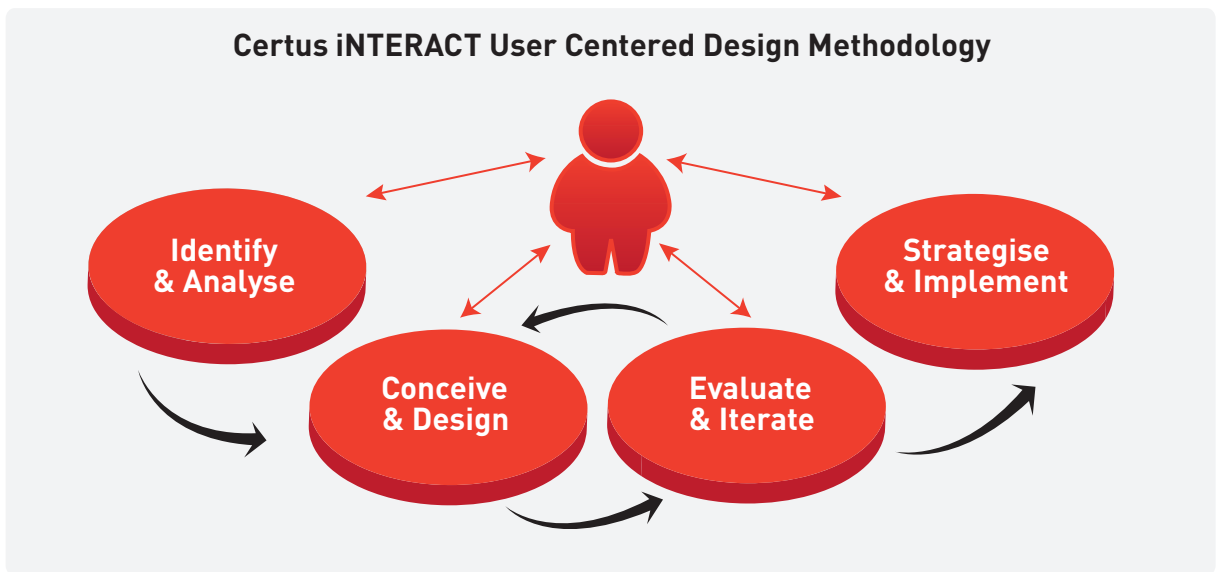 Certus iNTERACT User Centered Design Methodology
Identify
& Analyse
Conceive
& Design
Evaluate
& Iterate
Strategise
& Implement